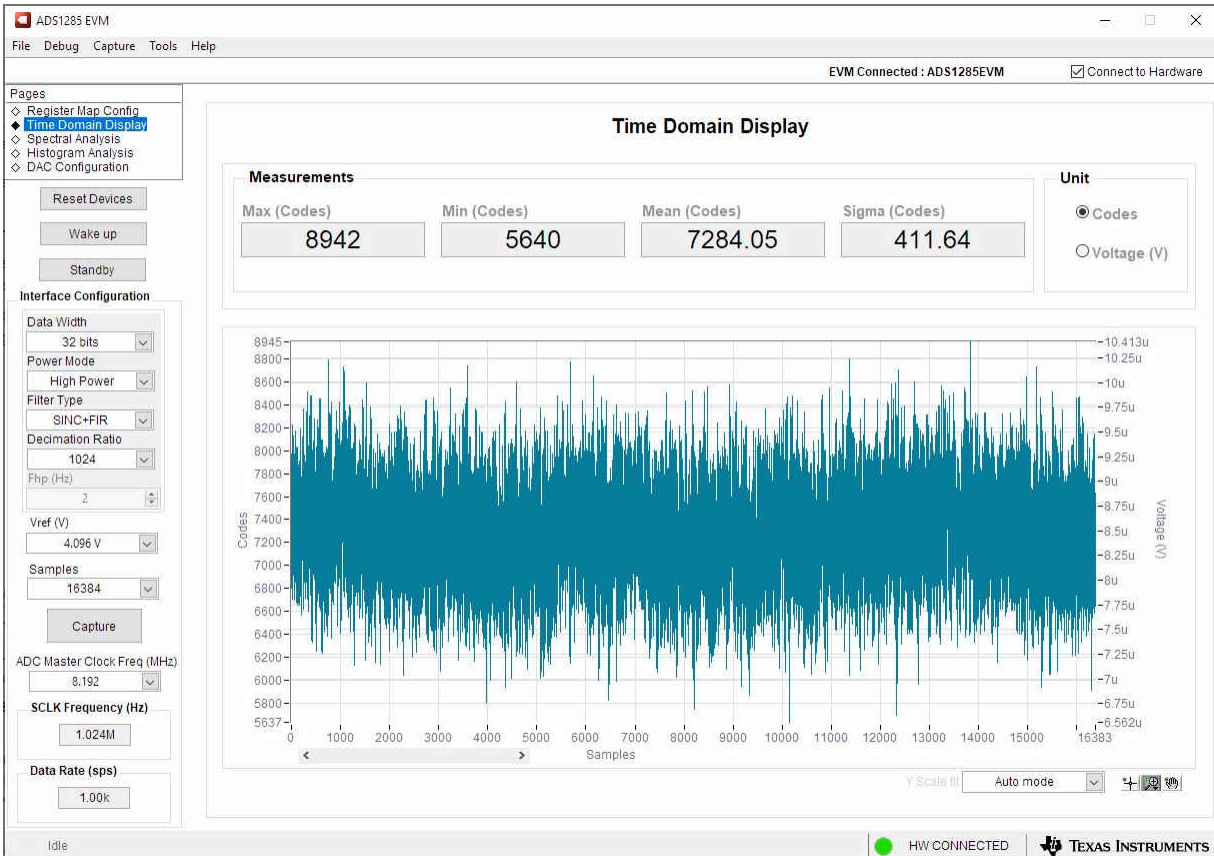 ADS1285 EVM
File Debug Capture Tools Help
EVM Connected : ADS1285EVM Connect to Hardware
Pages
Register Map Config
Time Domain Display
Spectral Analysis
Histogram Analysis
DAC Configuration
Reset Devices
Wake up
Standby
Interface Configuration
Data Width
32 bits
Power Mode
High Power
Filter Type
SINC+FIR
Decimation Ratio
1024
Fhp (Hz)
2
Vref (V)
4.096 V
Samples
16384
Capture
ADC Master Clock Freq (MHz)
8.192
SCLK Frequency (Hz)
1.024M
Data Rate (sps)
1.00k
Time Domain Display
Measurements
Max (Codes) Min (Codes) Mean (Codes) Sigma (Codes)
8942 5640 7284.05 411.64
Unit
Codes
Voltage (V)
Codes
8945
8800
8600
8400
8200
8000
7800
7600
7400
7200
7000
6800
6600
6400
6200
6000
5800
5637
10.413u
10.25u
10u
9.75u
9.5u
9.25u
9u
8.75u
8.5u
8.25u
8u
7.75u
7.5u
7.25u
7u
6.75u
6.562u
Voltage (V)
0 1000 2000 3000 4000 5000 6000 7000 8000 9000 10000 11000 12000 13000 14000 15000 16383
Samples
Y Scale fit Auto mode
Idle HW CONNECTED TEXAS INSTRUMENTS